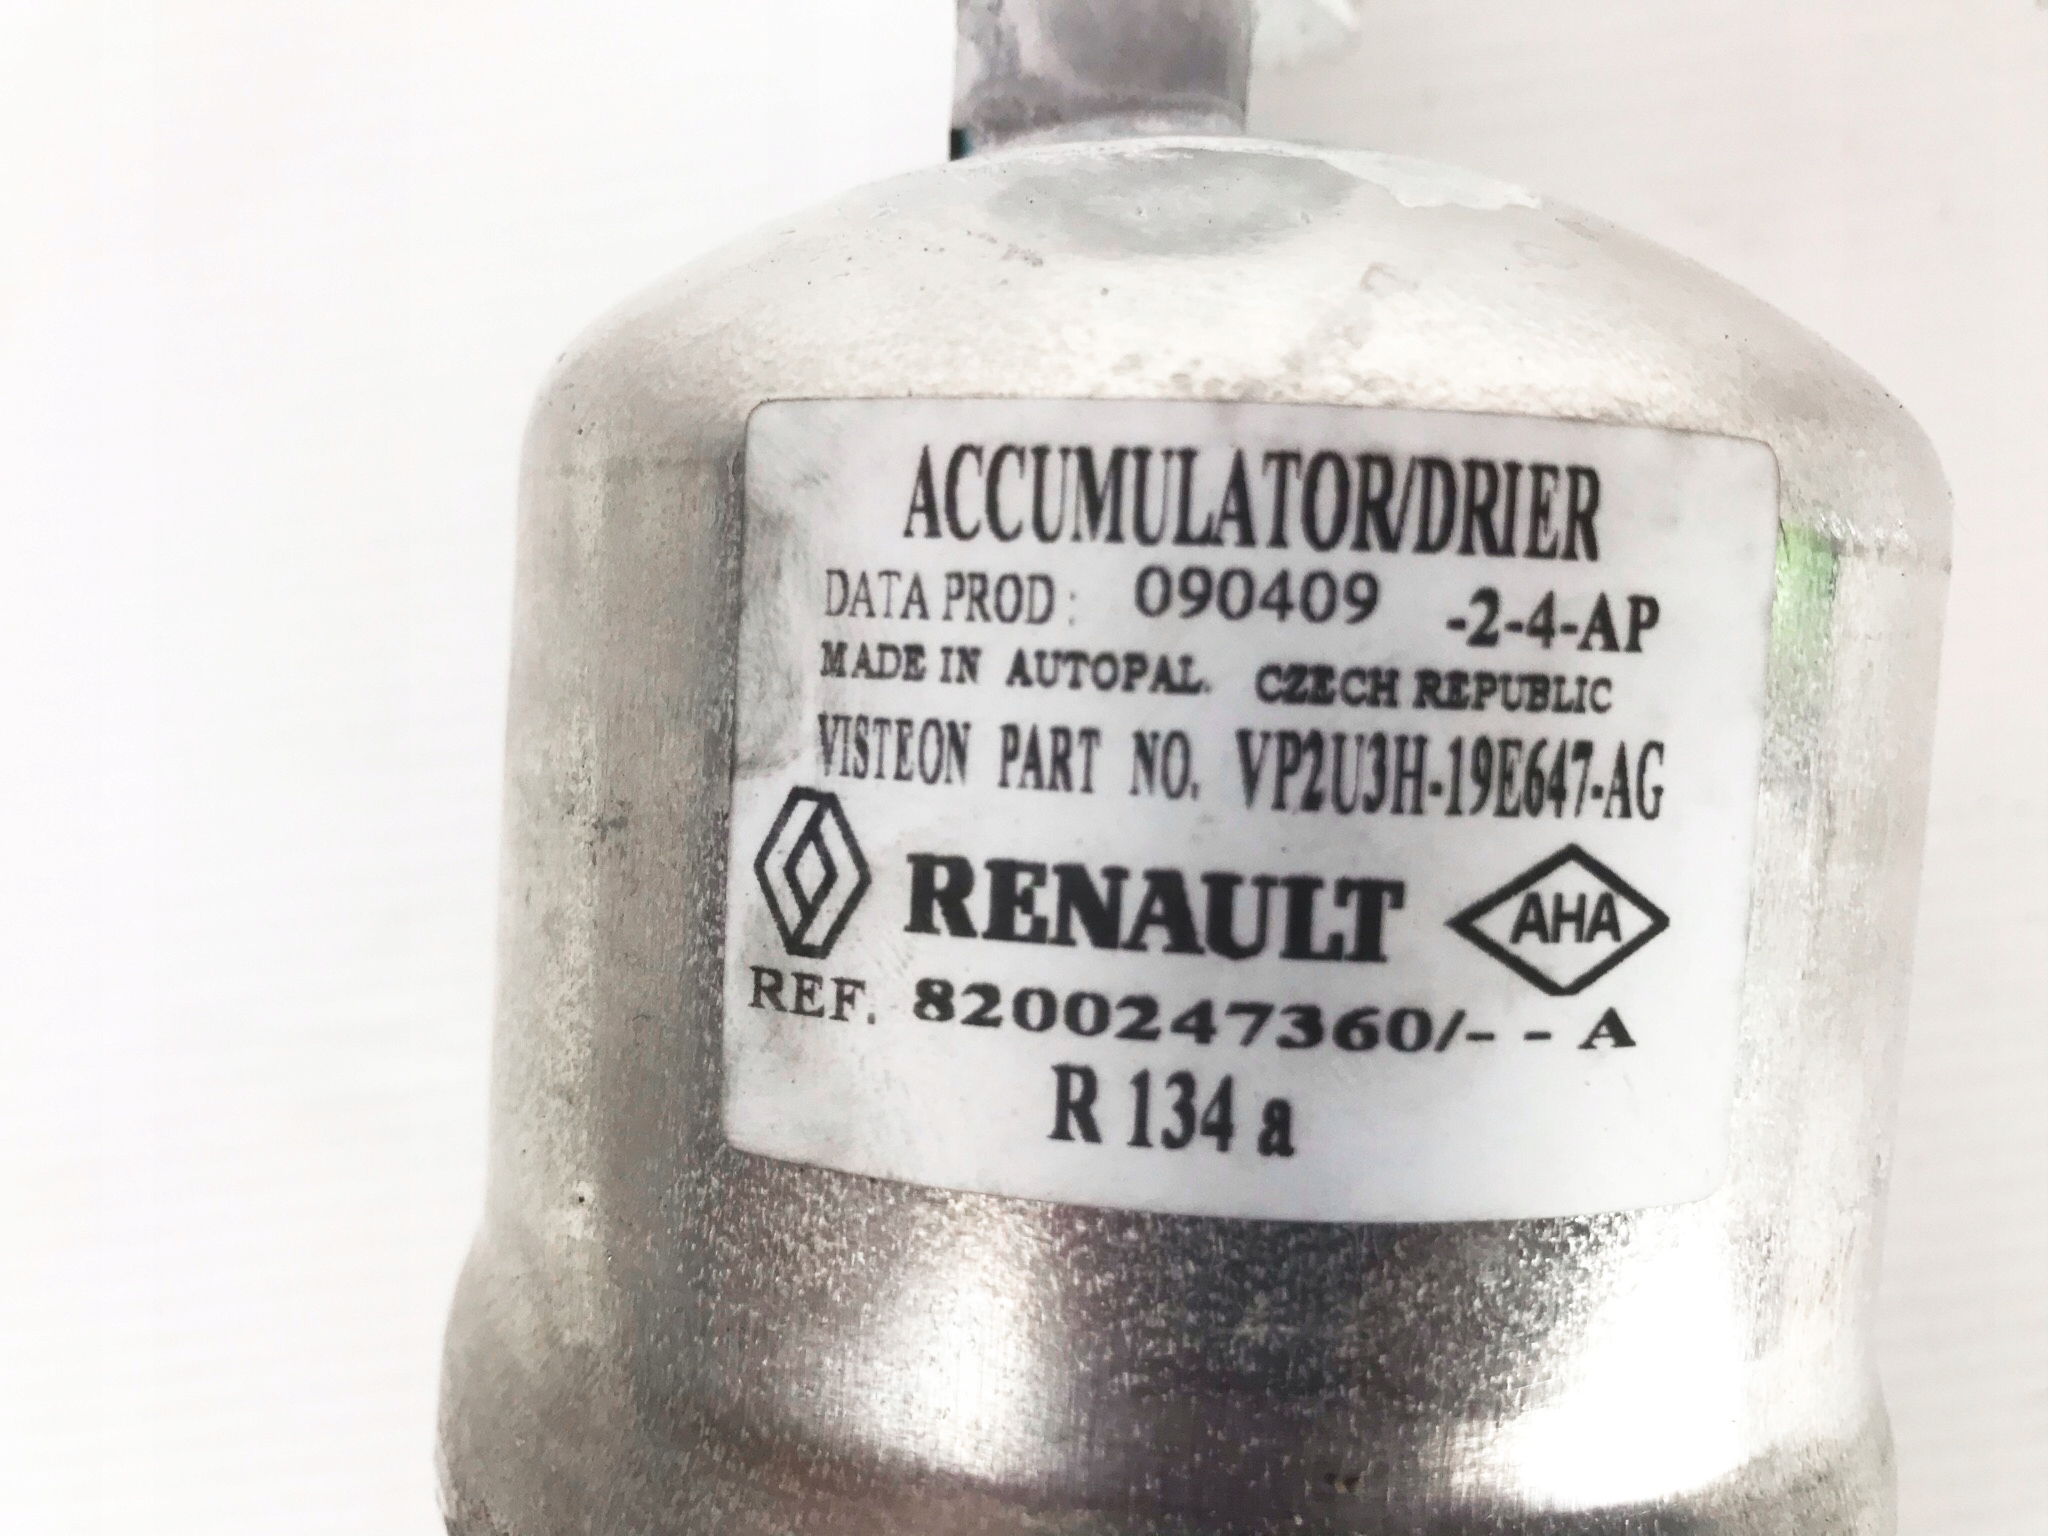 ACCUMULATOR/DRIER
DATA PROD: 090409 -2-4-AP
MADE IN AUTOPAL. CZECH REPUBLIC
VISTEON PART NO. VP2U3H-19E647-AG
RENAULT AHA
REF. 8200247360/- - A
R 134 a